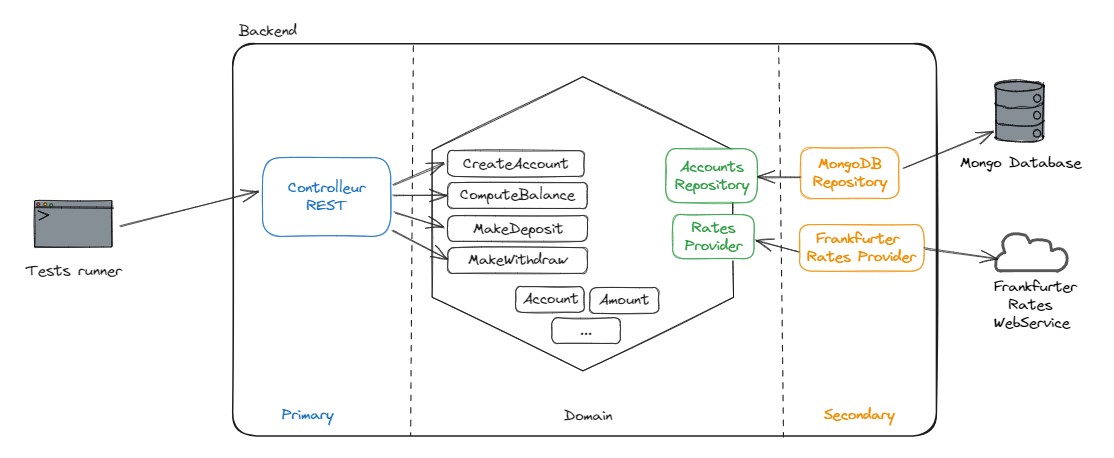 Backend
Tests runner
Controlleur
REST
CreateAccount
ComputeBalance
MakeDeposit
MakeWithdraw
Account
Amount
...
Accounts
Repository
Rates
Provider
MongoDB
Repository
Frankfurter
Rates Provider
Mongo Database
Frankfurter
Rates
WebService
Primary
Domain
Secondary